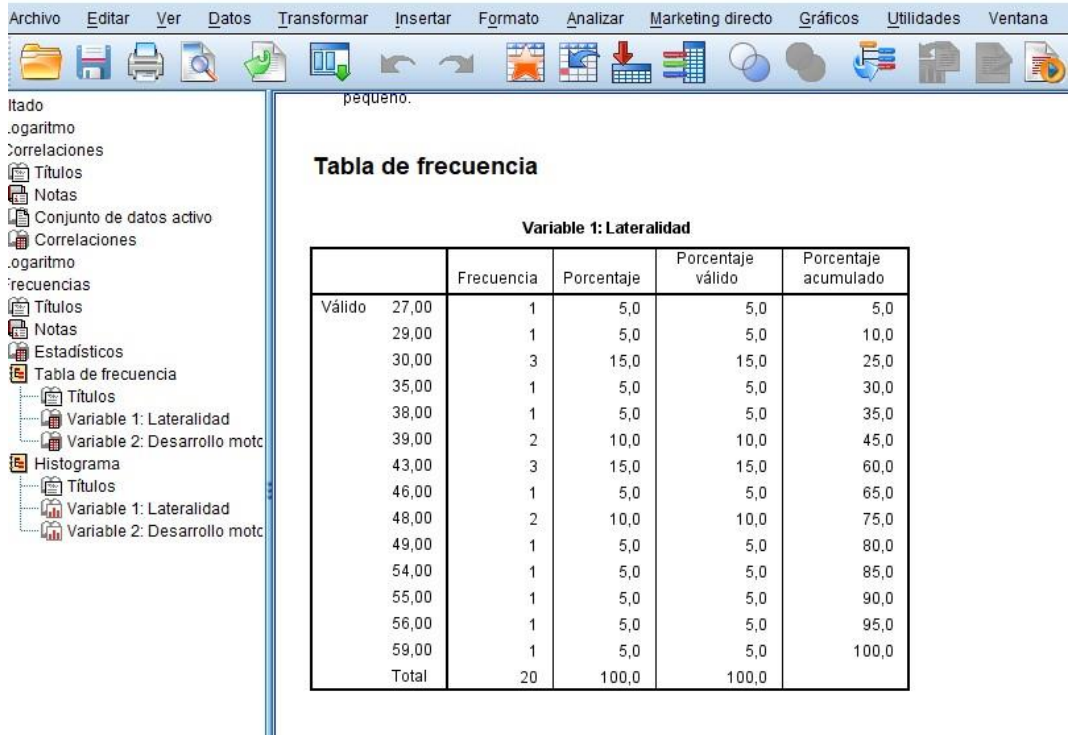 Archivo Editar Ver Datos Transformar Insertar Formato Analizar Marketing directo Gráficos Utilidades Ventana
ltado
Logaritmo
Correlaciones
Títulos
Notas
Conjunto de datos activo
Correlaciones
Logaritmo
Frecuencias
Títulos
Notas
Estadísticos
Tabla de frecuencia
Títulos
Variable 1: Lateralidad
Variable 2: Desarrollo motc
Histograma
Títulos
Variable 1: Lateralidad
Variable 2: Desarrollo motc
pequeño.
Tabla de frecuencia
Variable 1: Lateralidad
Frecuencia Porcentaje Porcentaje válido Porcentaje acumulado
Válido 27,00 1 5,0 5,0 5,0
29,00 1 5,0 5,0 10,0
30,00 3 15,0 15,0 25,0
35,00 1 5,0 5,0 30,0
38,00 1 5,0 5,0 35,0
39,00 2 10,0 10,0 45,0
43,00 3 15,0 15,0 60,0
46,00 1 5,0 5,0 65,0
48,00 2 10,0 10,0 75,0
49,00 1 5,0 5,0 80,0
54,00 1 5,0 5,0 85,0
55,00 1 5,0 5,0 90,0
56,00 1 5,0 5,0 95,0
59,00 1 5,0 5,0 100,0
Total 20 100,0 100,0